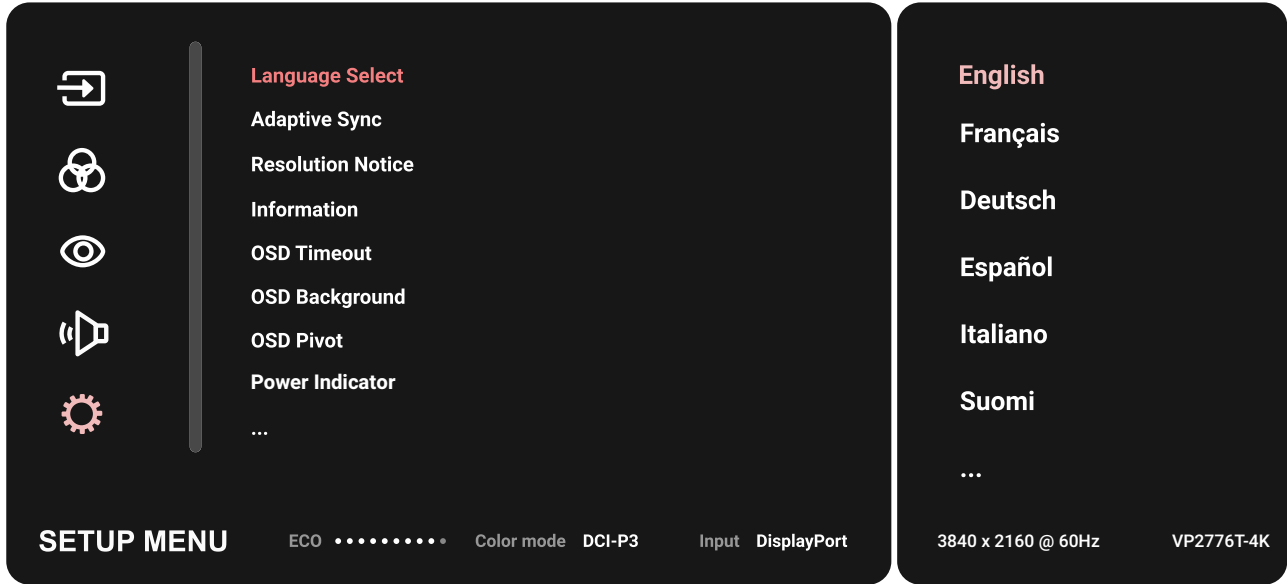 Language Select
Adaptive Sync
Resolution Notice
Information
OSD Timeout
OSD Background
OSD Pivot
Power Indicator
...
English
Français
Deutsch
Español
Italiano
Suomi
...
SETUP MENU ECO Color mode DCI-P3 Input DisplayPort 3840 x 2160 @ 60Hz VP2776T-4K